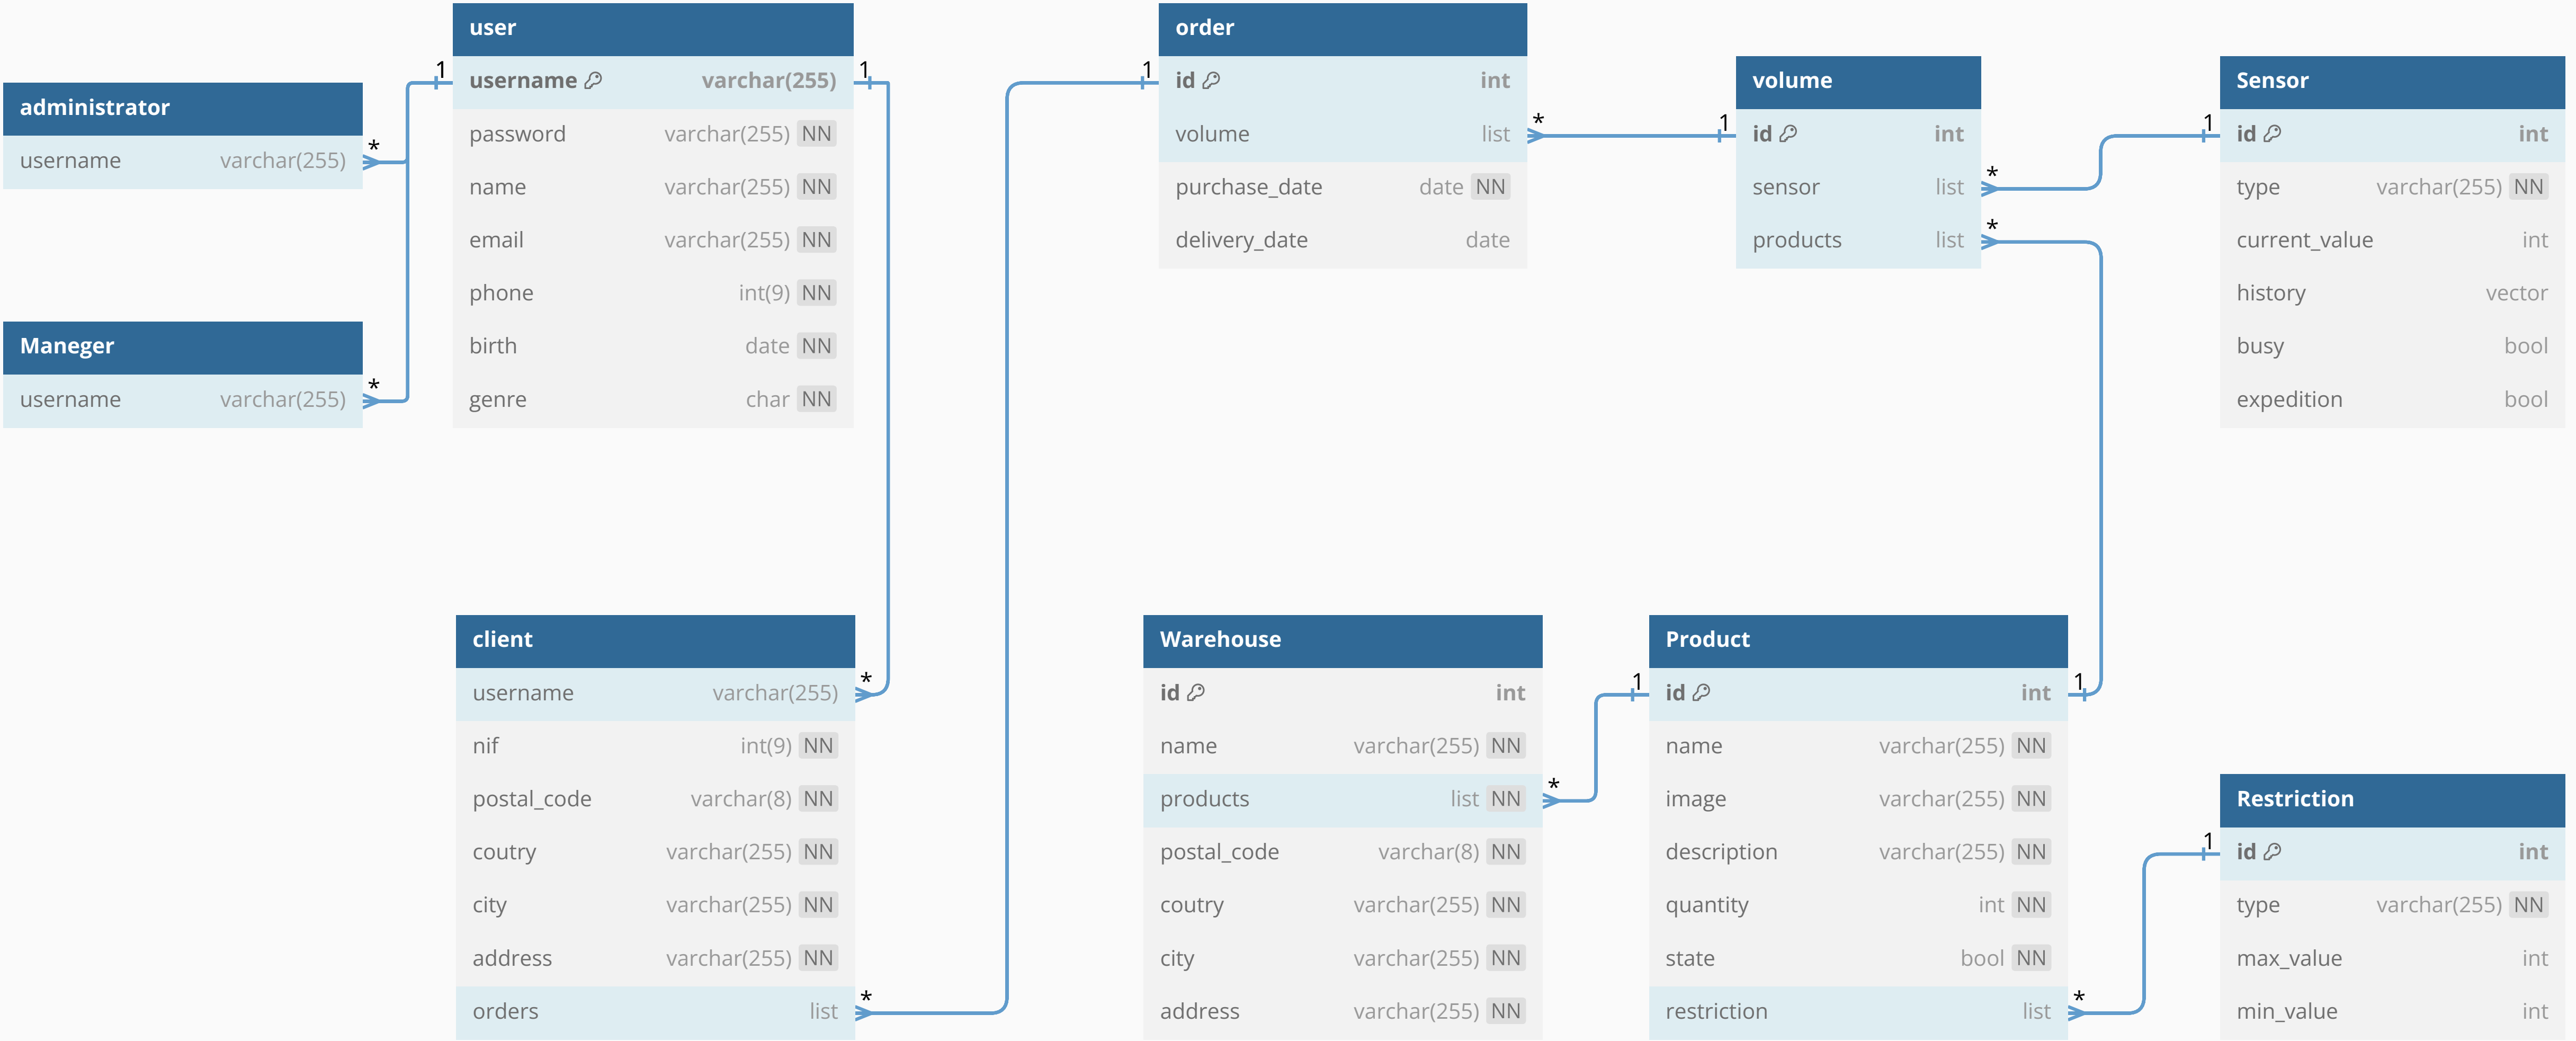 user
username varchar(255)
password varchar(255) NN
name varchar(255) NN
email varchar(255) NN
phone int(9) NN
birth date NN
genre char NN
1
1
administrator
username varchar(255)
*
Maneger
username varchar(255)
*
order
id int
volume list
purchase_date date NN
delivery_date date
1
*
volume
id int
sensor list
products list
1
*
*
Sensor
id int
type varchar(255) NN
current_value int
history vector
busy bool
expedition bool
1
client
username varchar(255)
nif int(9) NN
postal_code varchar(8) NN
coutry varchar(255) NN
city varchar(255) NN
address varchar(255) NN
orders list
*
*
Warehouse
id int
name varchar(255) NN
products list NN
postal_code varchar(8) NN
coutry varchar(255) NN
city varchar(255) NN
address varchar(255) NN
*
Product
id int
name varchar(255) NN
image varchar(255) NN
description varchar(255) NN
quantity int NN
state bool NN
restriction list
1
1
*
Restriction
id int
type varchar(255) NN
max_value int
min_value int
1